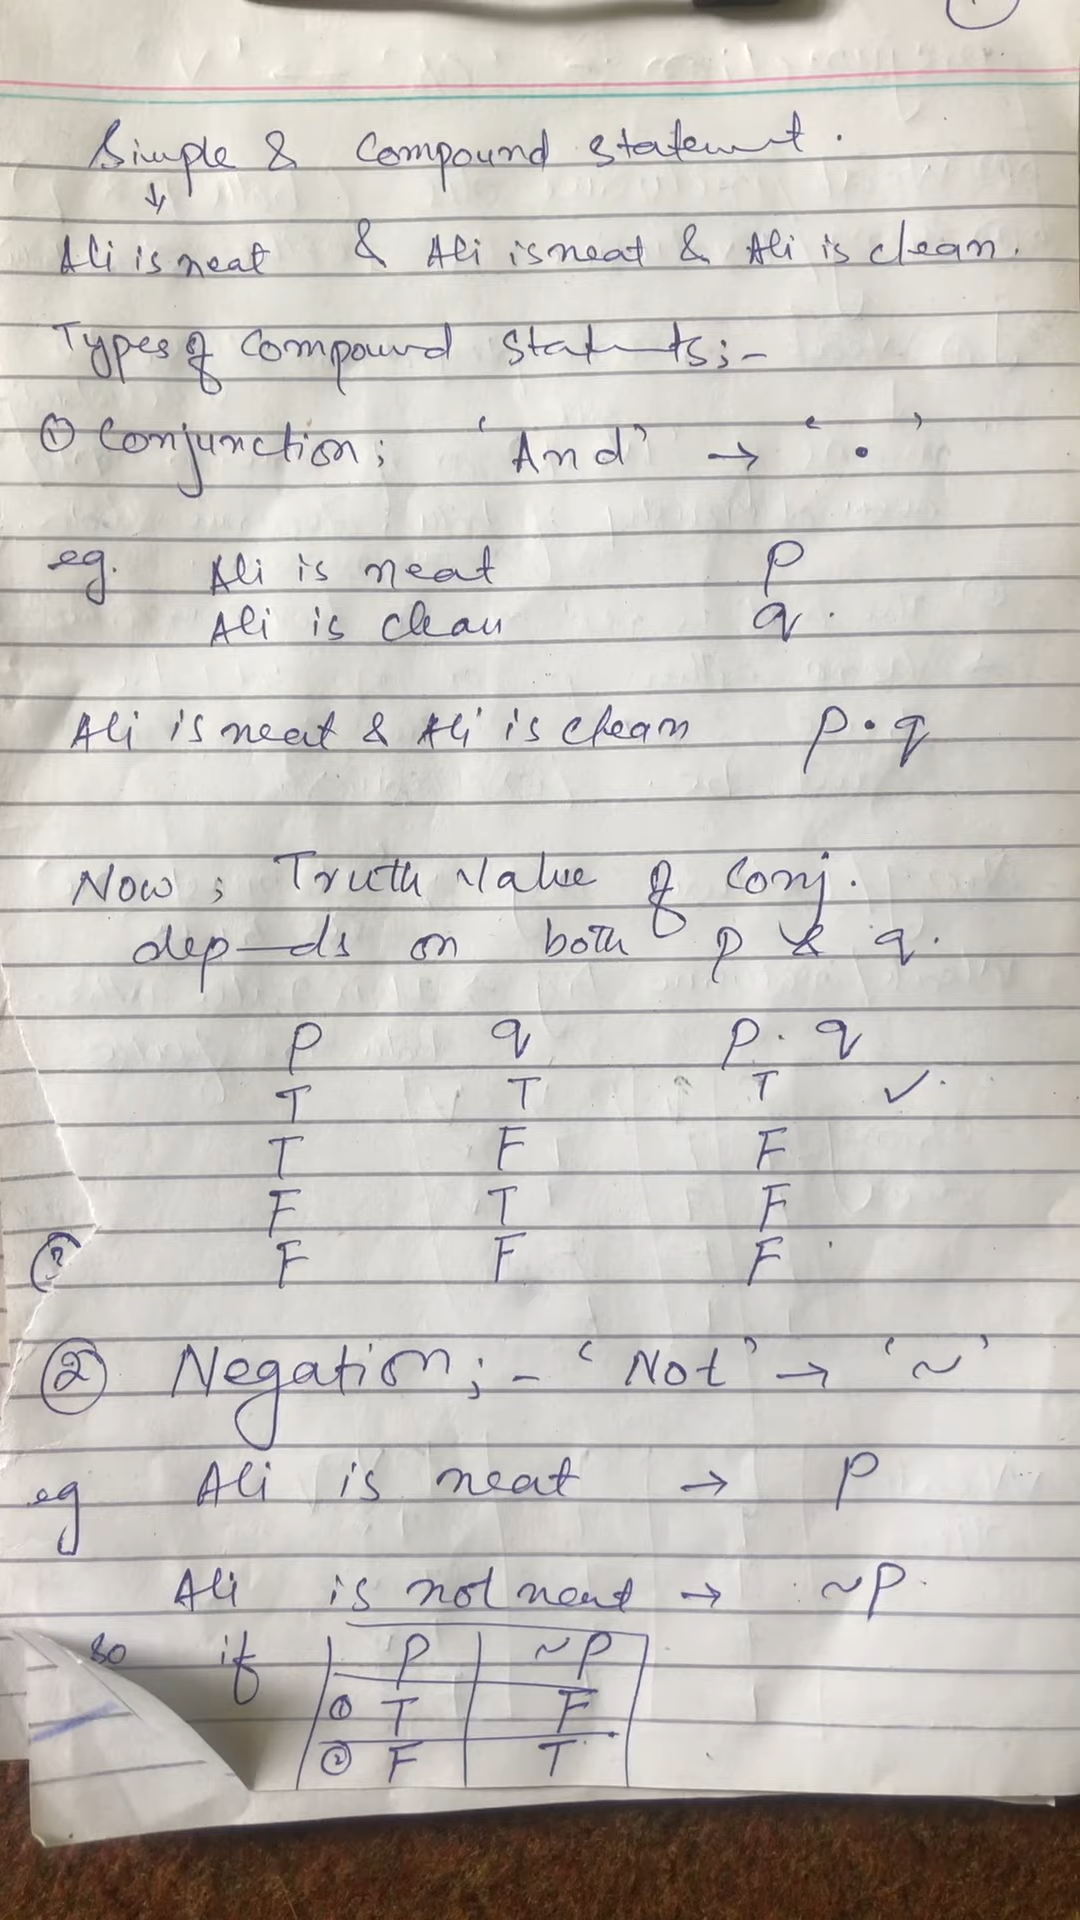 Simple & Compound statement.
↓
Ali is neat & Ali is neat & Ali is clean.
Types of Compound Statements;-
① Conjunction; 'And' → '•'
eg. Ali is neat p
Ali is clean q.
Ali is neat & Ali is clean p•q
Now; Truth Value of Conj.
depends on both p & q.
p q p.q
T T T ✓.
T F F
F T F
F F F
② Negation;- 'Not' → '~'
eg Ali is neat → p
Ali is not neat → ~p.
so if p ~p
① T F
② F T